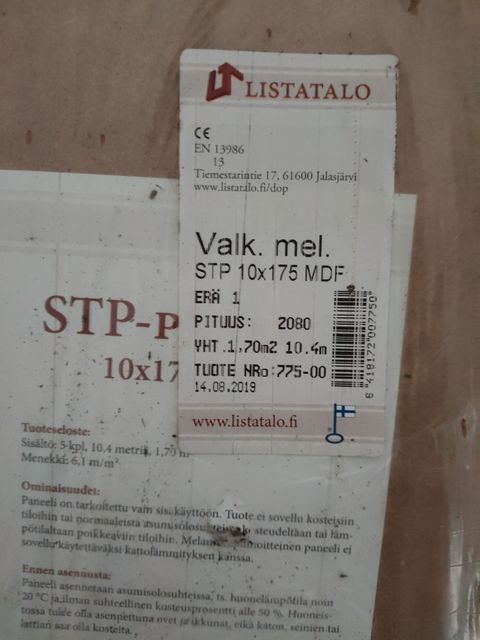 LISTATALO
CE
EN 13986
13
Tiemestarintie 17, 61600 Jalasjärvi
www.listatalo.fi/dop
Valk. mel.
STP 10x175 MDF
ERÄ 1
PITUUS: 2080
YHT.1,70m2 10.4m
TUOTE NRo:775-00
14.08.2019
6 419172 007750
www.listatalo.fi
STP-P
10x17
Tuoteseloste:
Sisältö: 5 kpl, 10,4 metriä, 1,70 m
Menekki: 6,1 m/m²
Ominaisuudet:
Paneeli on tarkoitettu vain sisäkäyttöön. Tuote ei sovellu kosteisiin
tiloihin tai normaaleista asumisolosuhteista kosteudeltaan tai läm-
pötilaltaan poikkeaviin tiloihin. paneeli ei
sovellu käytettäväksi kattolämmityksen kanssa.
Ennen asennusta:
Paneeli asennetaan asumisolosuhteissa, ts. huonelämpötila noin
20 °C ja ilman suhteellinen kosteusprosentti alle 50 %. Huoneis-
tossa tulee olla asennettuna ovet ja ikkunat, eikä katon, seinien tai
lattian saa olla kosteita.